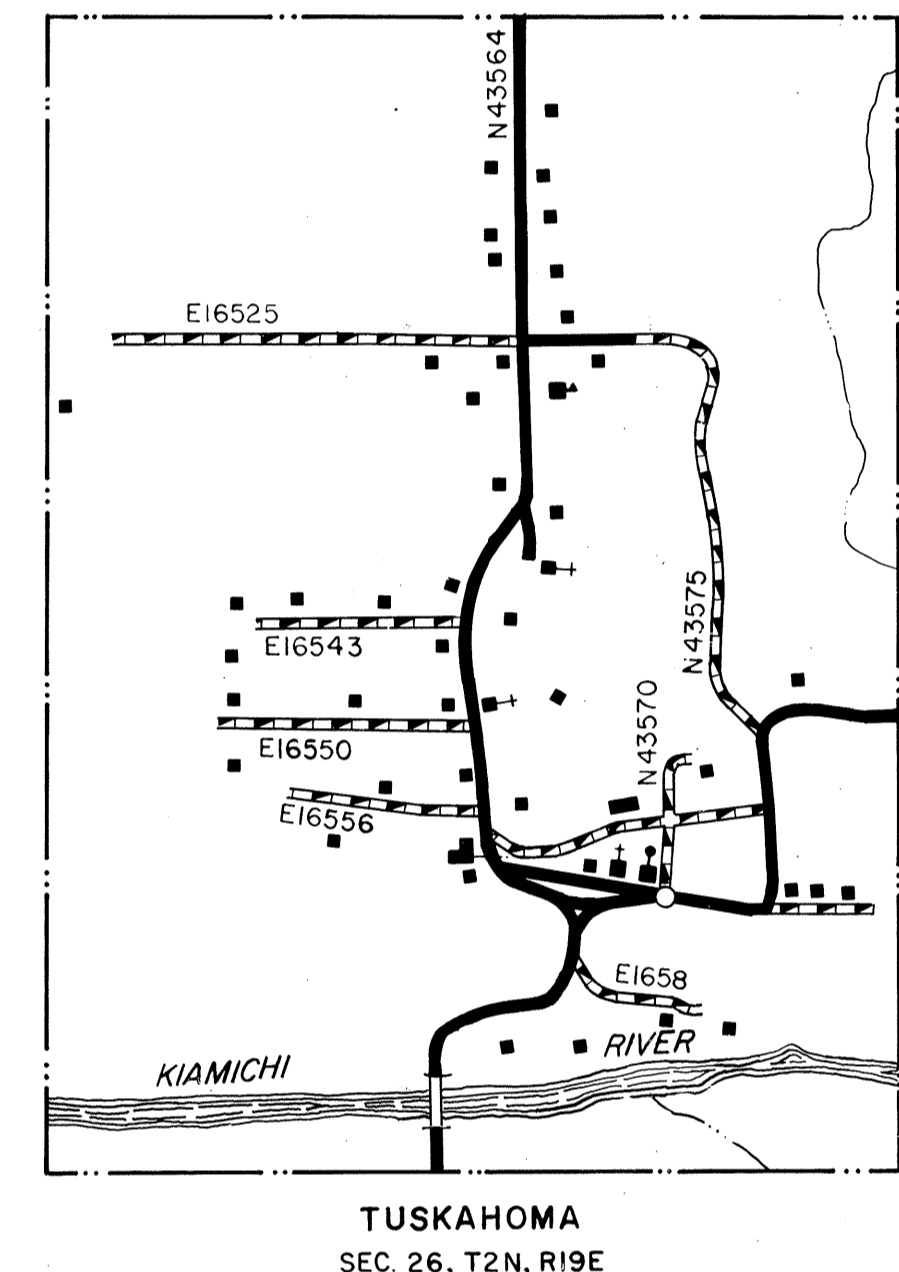 N43564
E16525
E16543
N43575
N43570
E16550
E16556
E1658
RIVER
KIAMICHI
TUSKAHOMA
SEC. 26, T2N, R19E